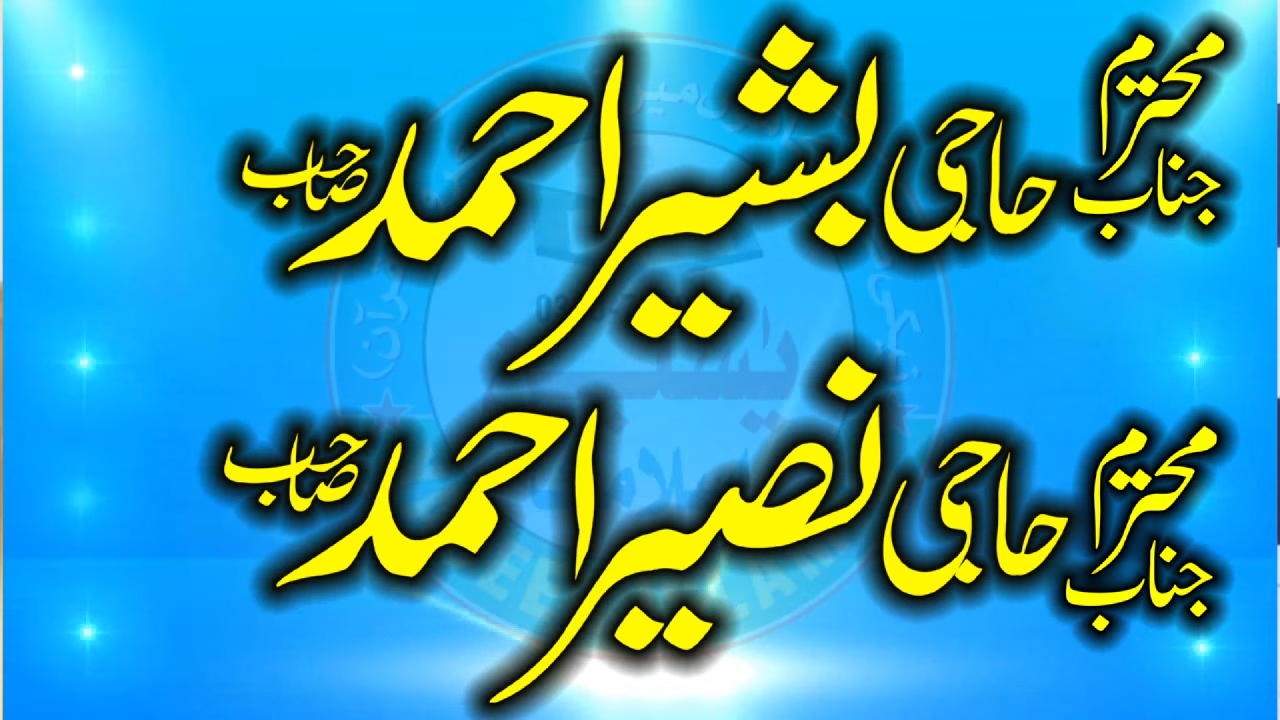 محترم جناب حاجی بشیر احمد صاحب
محترم جناب حاجی نصیر احمد صاحب